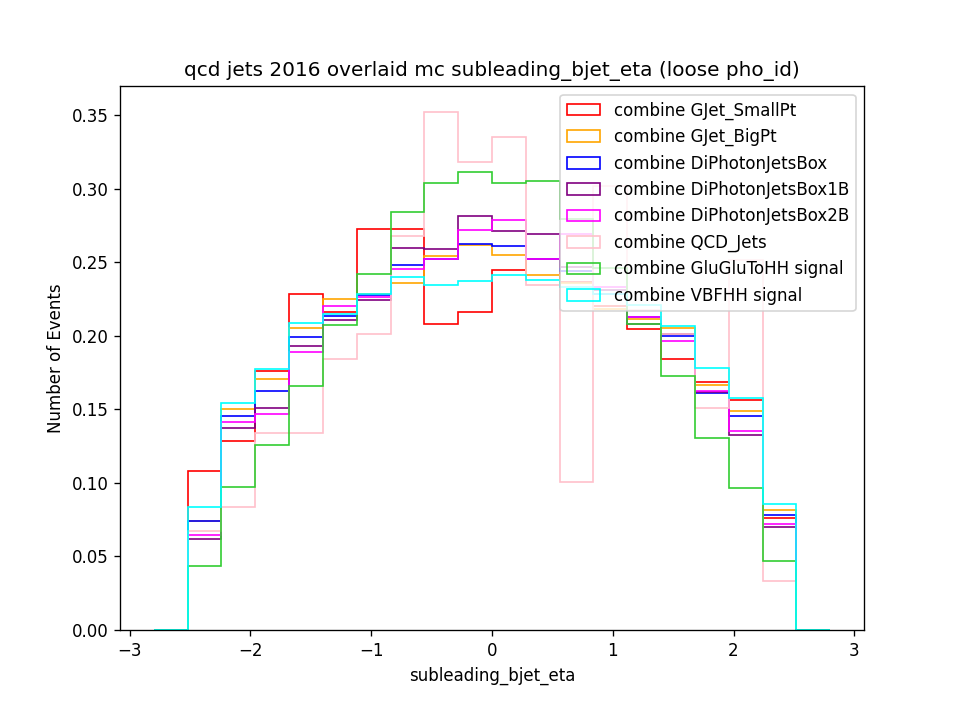 qcd jets 2016 overlaid mc subleading_bjet_eta (loose pho_id)
combine GJet_SmallPt
combine GJet_BigPt
combine DiPhotonJetsBox
combine DiPhotonJetsBox1B
combine DiPhotonJetsBox2B
combine QCD_Jets
combine GluGluToHH signal
combine VBFHH signal
Number of Events
0.35
0.30
0.25
0.20
0.15
0.10
0.05
0.00
−3
−2
−1
0
1
2
3
subleading_bjet_eta